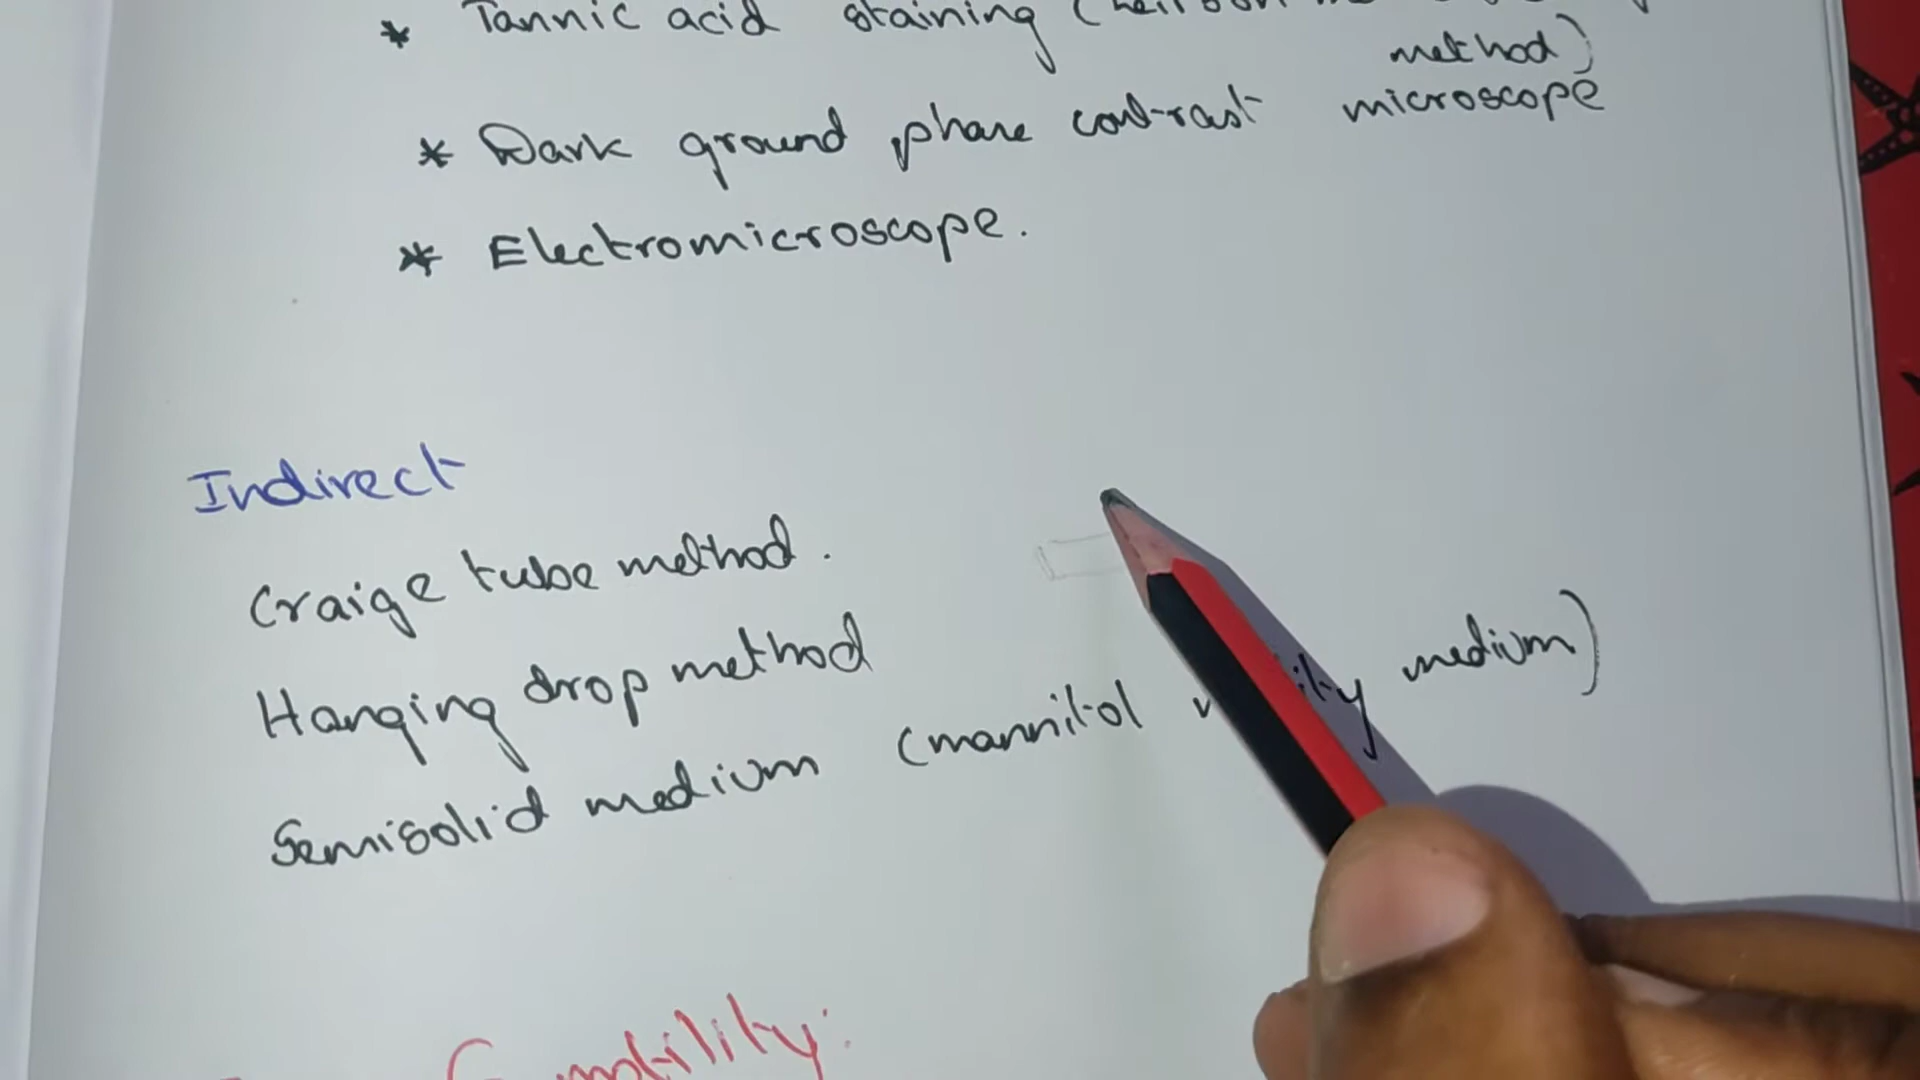 * Tannic acid staining (
method)
* Dark ground phase contrast microscope
* Electromicroscope.
Indirect
Craige tube method.
Hanging drop method
Semisolid medium (mannitol medium)
motility: